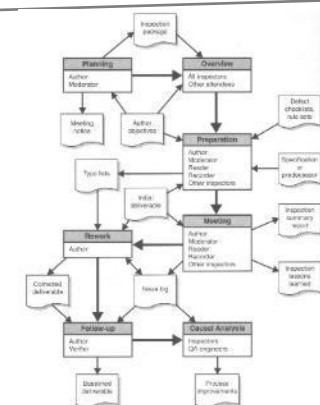 Inspection
package
Planning
Author
Moderator
Overview
All inspectors
Other attendees
Meeting
notice
Author
objectives
Defect
checklists,
rule sets
Preparation
Author
Moderator
Reader
Recorder
Other inspectors
Specification
or
predecessor
Typo lists
Initial
deliverable
Meeting
Author
Moderator
Reader
Recorder
Other inspectors
Inspection
summary
report
Rework
Author
Inspection
lessons
learned
Corrected
deliverable
Issue log
Follow-up
Author
Verifier
Causal Analysis
Inspectors
QA engineers
Baselined
deliverable
Process
improvements